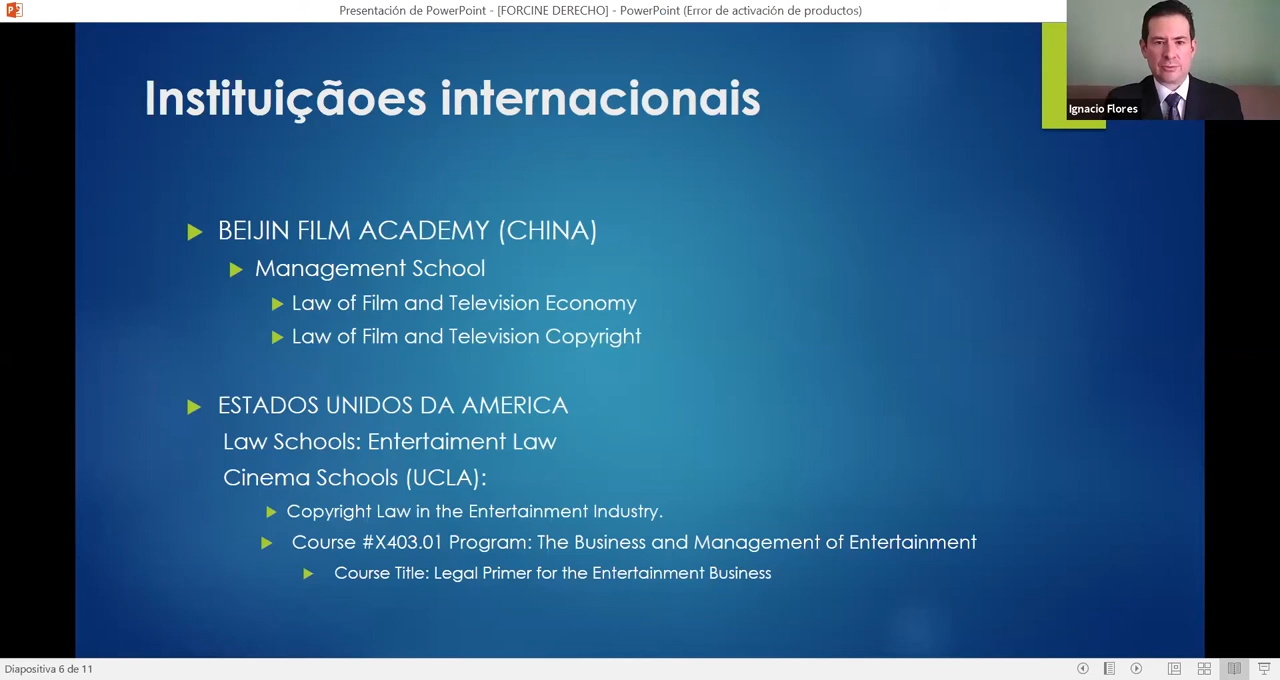 Presentación de PowerPoint - [FORCINE DERECHO] - PowerPoint (Error de activación de productos)
Ignacio Flores
Instituiçãoes internacionais
BEIJIN FILM ACADEMY (CHINA)
Management School
Law of Film and Television Economy
Law of Film and Television Copyright
ESTADOS UNIDOS DA AMERICA
Law Schools: Entertaiment Law
Cinema Schools (UCLA):
Copyright Law in the Entertainment Industry.
Course #X403.01 Program: The Business and Management of Entertainment
Course Title: Legal Primer for the Entertainment Business
Diapositiva 6 de 11